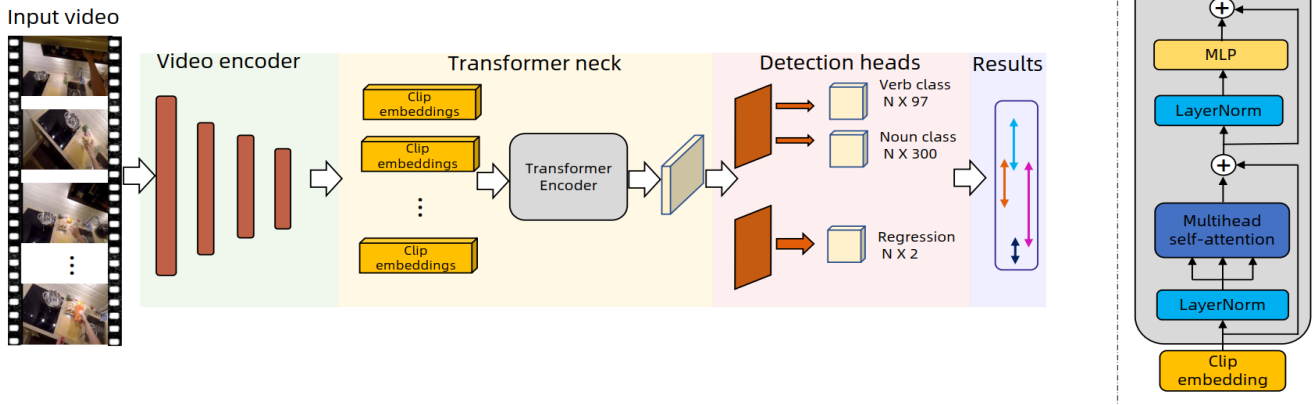 Input video
Video encoder
Transformer neck
Detection heads
Results
Clip
embeddings
Clip
embeddings
Clip
embeddings
Transformer
Encoder
Verb class
N X 97
Noun class
N X 300
Regression
N X 2
MLP
LayerNorm
Multihead
self-attention
LayerNorm
Clip
embedding